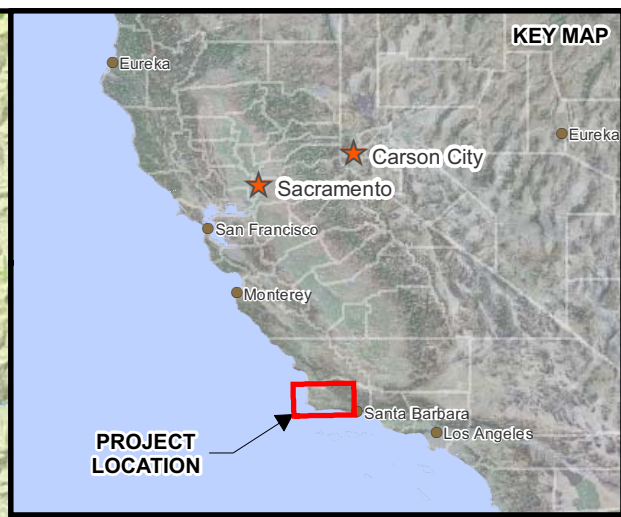 KEY MAP
Eureka
Eureka
Carson City
Sacramento
San Francisco
Monterey
Santa Barbara
Los Angeles
PROJECT
LOCATION